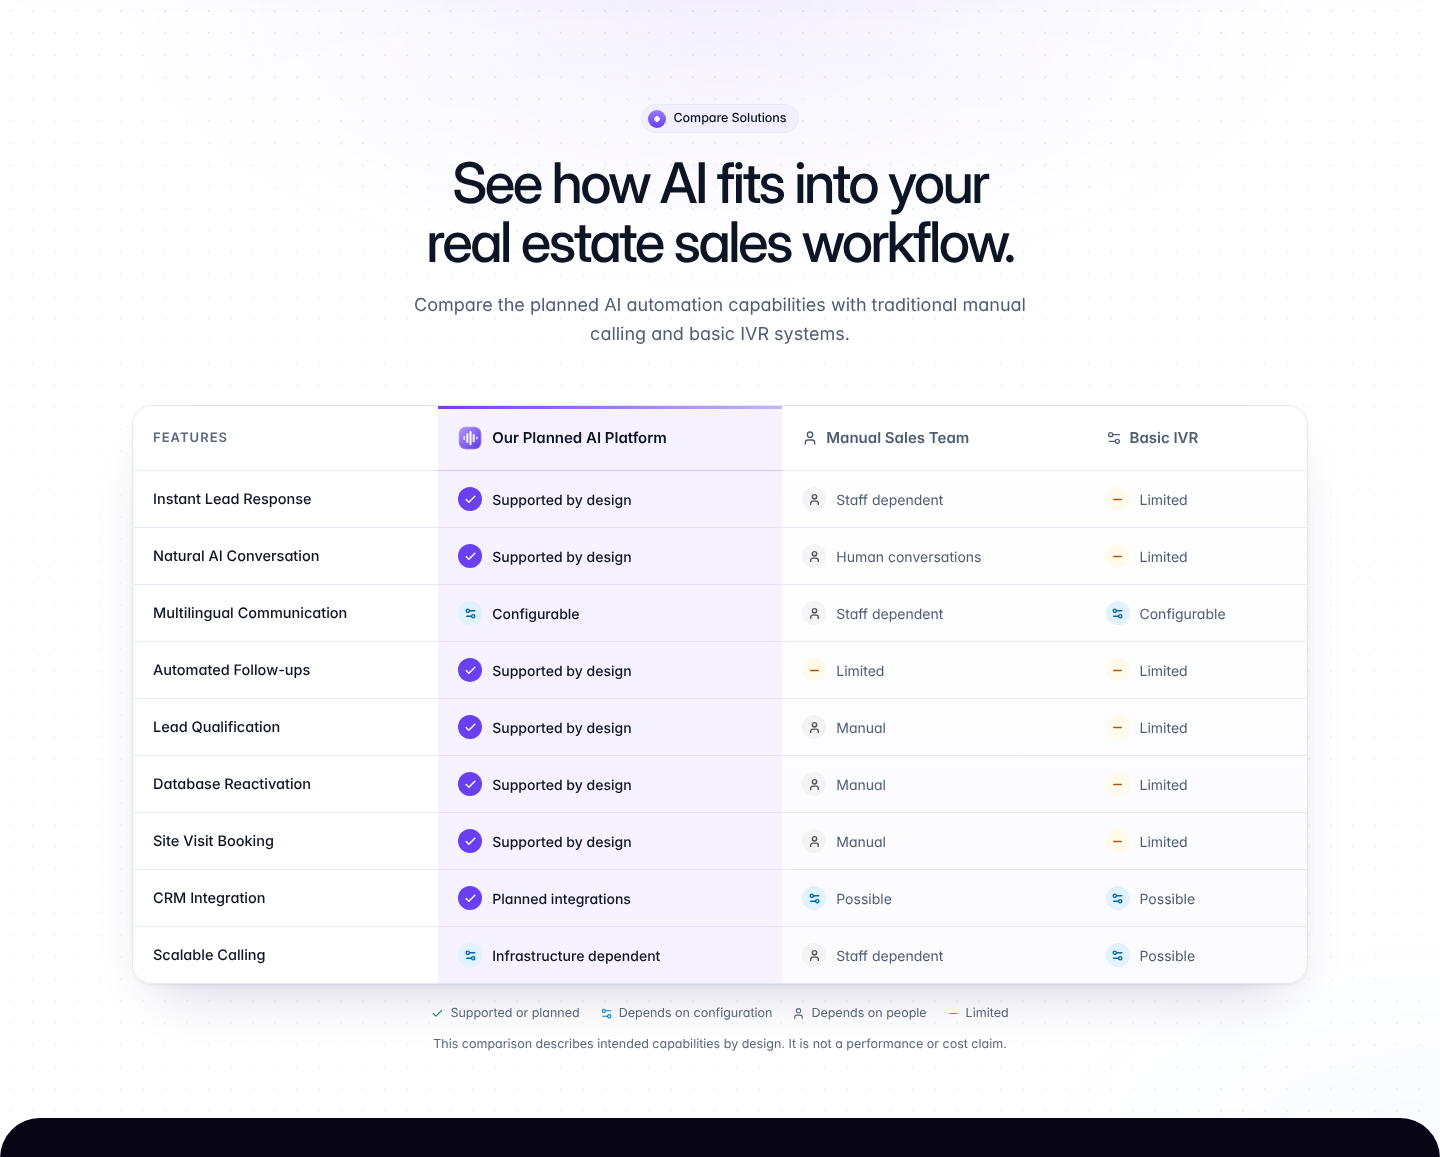 Compare Solutions
See how AI fits into your
real estate sales workflow.
Compare the planned AI automation capabilities with traditional manual
calling and basic IVR systems.
FEATURES Our Planned AI Platform Manual Sales Team Basic IVR
Instant Lead Response Supported by design Staff dependent Limited
Natural AI Conversation Supported by design Human conversations Limited
Multilingual Communication Configurable Staff dependent Configurable
Automated Follow-ups Supported by design Limited Limited
Lead Qualification Supported by design Manual Limited
Database Reactivation Supported by design Manual Limited
Site Visit Booking Supported by design Manual Limited
CRM Integration Planned integrations Possible Possible
Scalable Calling Infrastructure dependent Staff dependent Possible
Supported or planned Depends on configuration Depends on people Limited
This comparison describes intended capabilities by design. It is not a performance or cost claim.